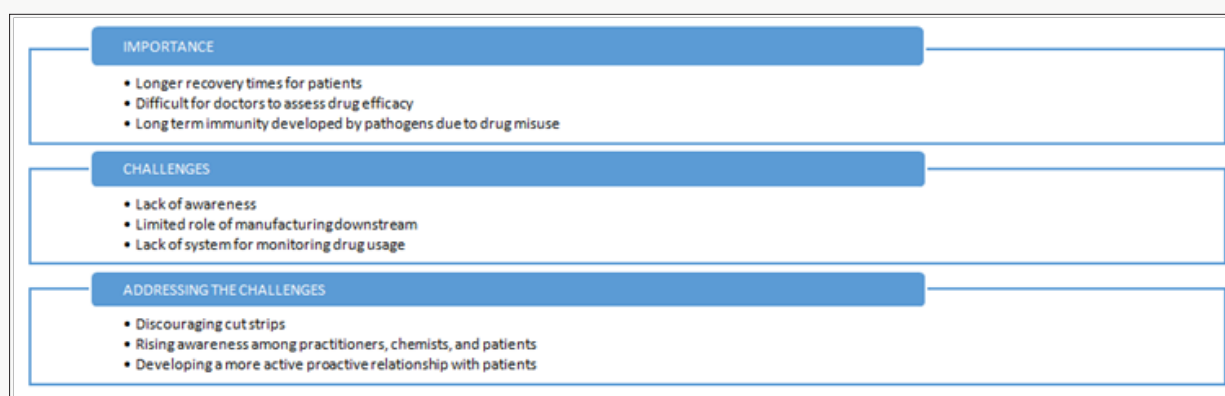 IMPORTANCE
• Longer recovery times for patients
• Difficult for doctors to assess drug efficacy
• Long term immunity developed by pathogens due to drug misuse
CHALLENGES
• Lack of awareness
• Limited role of manufacturing downstream
• Lack of system for monitoring drug usage
ADDRESSING THE CHALLENGES
• Discouraging cut strips
• Rising awareness among practitioners, chemists, and patients
• Developing a more active proactive relationship with patients